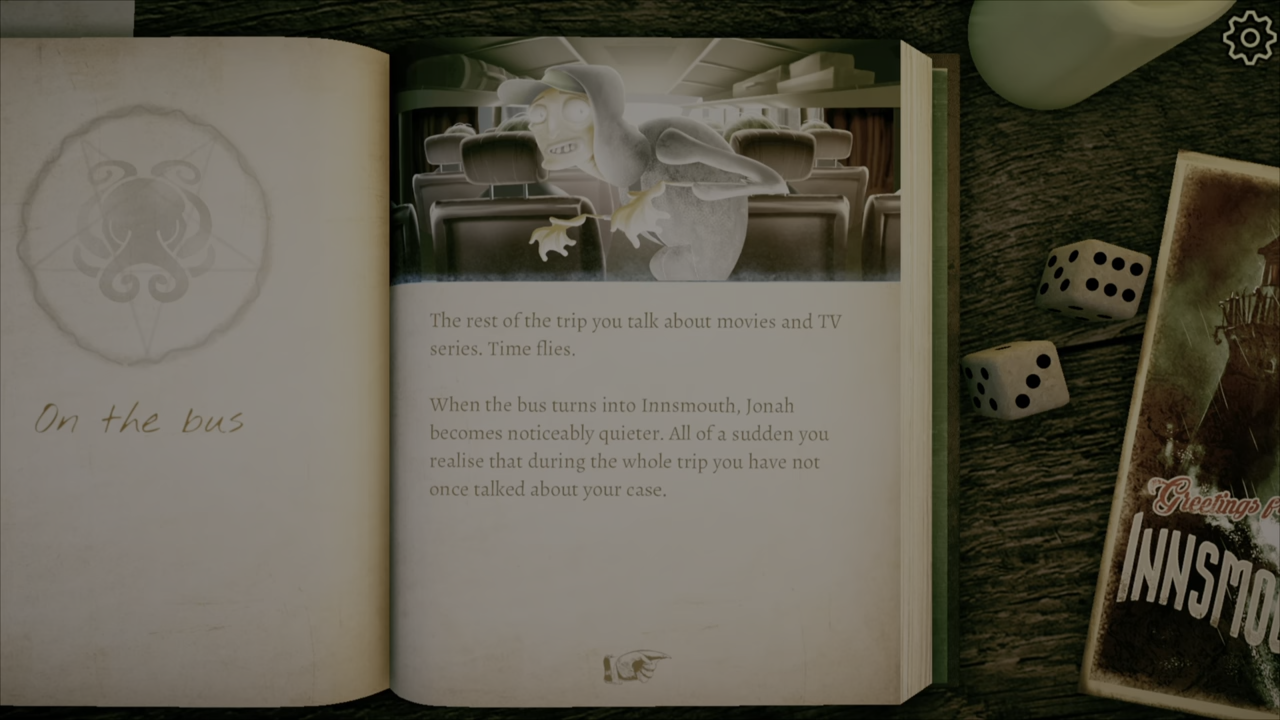 On the bus
The rest of the trip you talk about movies and TV
series. Time flies.
When the bus turns into Innsmouth, Jonah
becomes noticeably quieter. All of a sudden you
realise that during the whole trip you have not
once talked about your case.
Greetings f
INNSMO